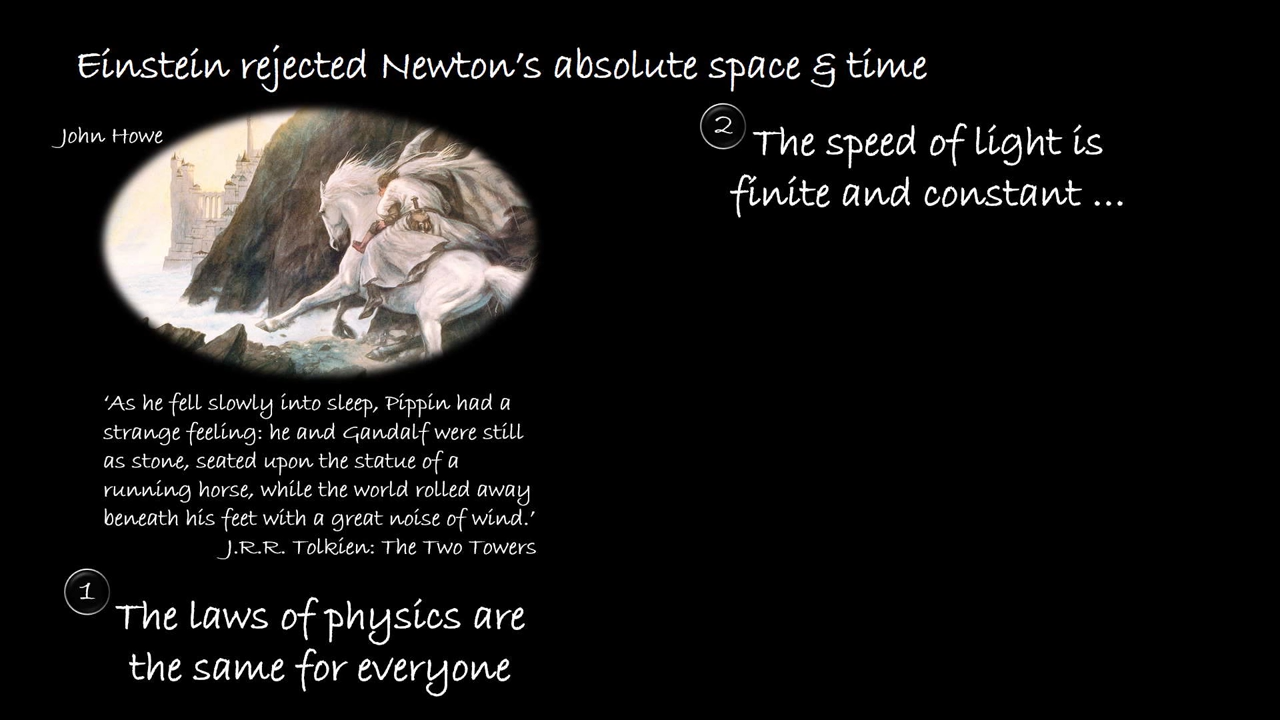 Einstein rejected Newton's absolute space & time
John Howe
‘As he fell slowly into sleep, Pippin had a
strange feeling: he and Gandalf were still
as stone, seated upon the statue of a
running horse, while the world rolled away
beneath his feet with a great noise of wind.’
J.R.R. Tolkien: The Two Towers
1
The laws of physics are
the same for everyone
2
The speed of light is
finite and constant ...